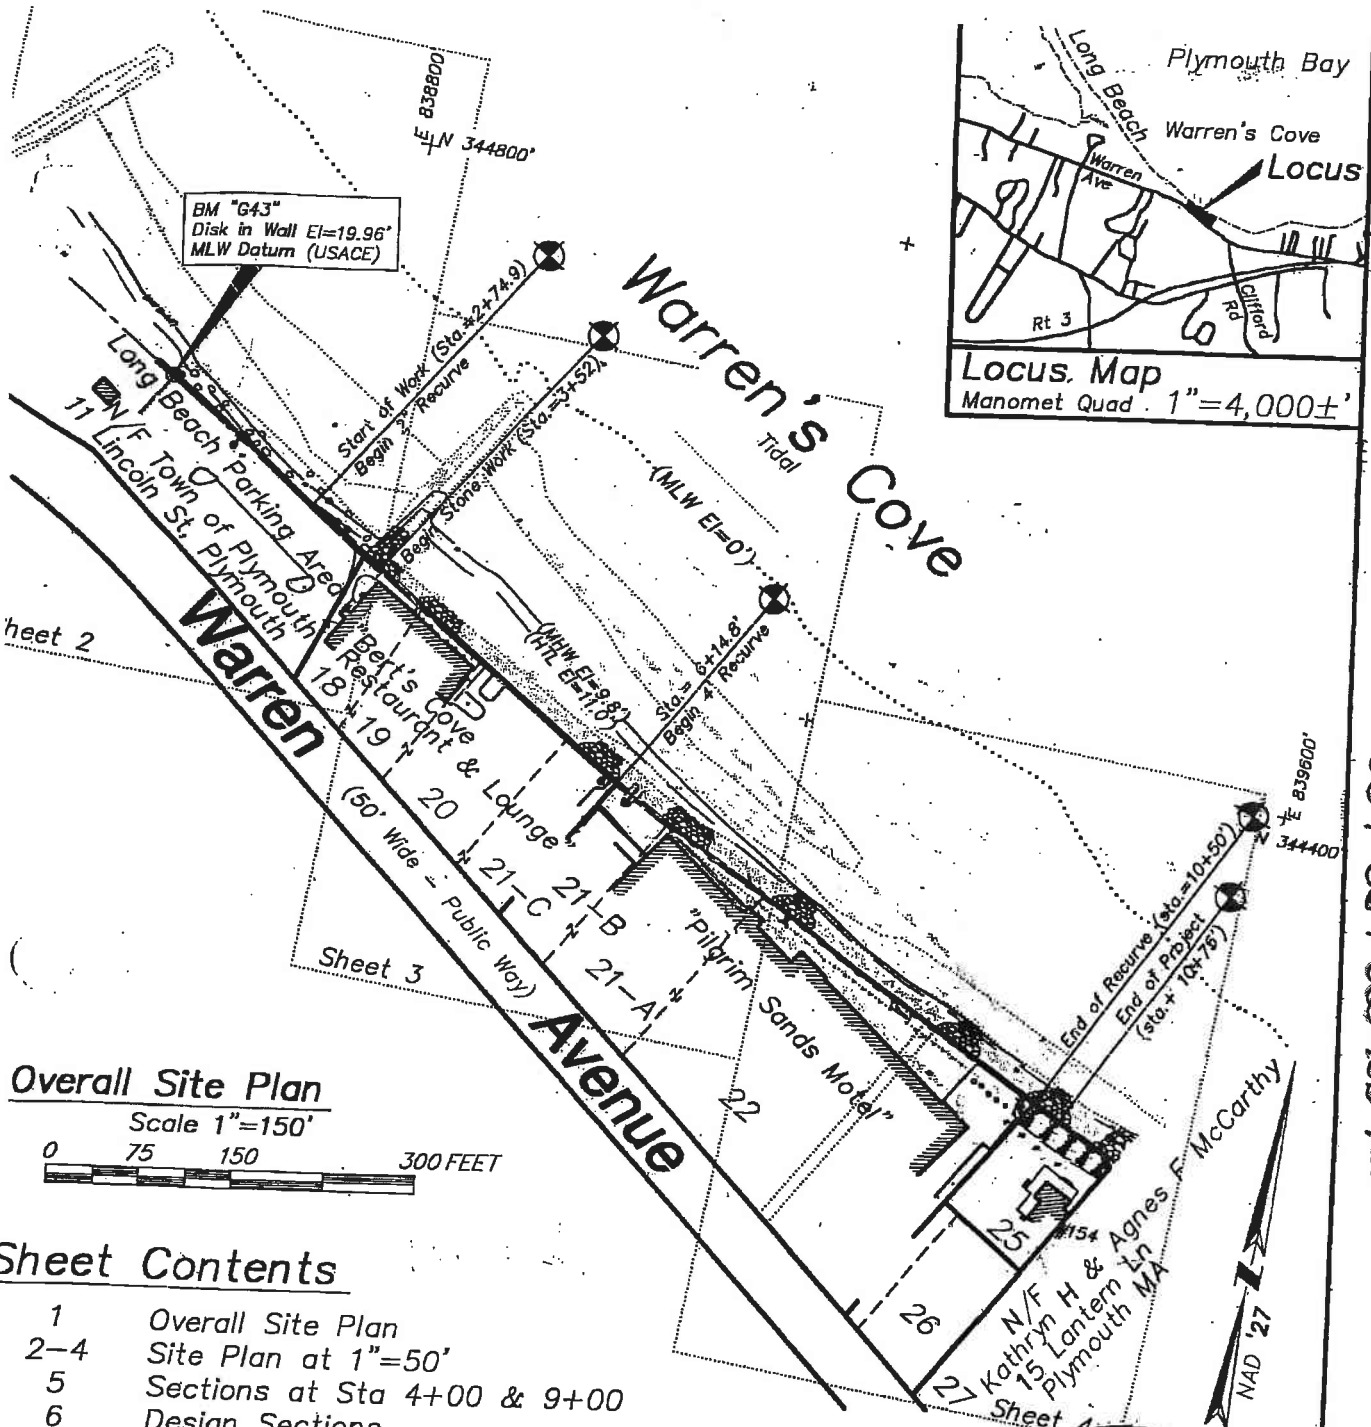 E 838800'
N 344800'
BM "G43"
Disk in Wall El=19.96'
MLW Datum (USACE)
Plymouth Bay
Long Beach
Warren's Cove
Locus
Warren
Ave
Rt 3
Clifford
Rd
Locus Map
Manomet Quad. 1"=4,000±'
Warren's Cove
Tidal
Start of Work (Sta.=2+74.9)
Begin 2' Recurve
Begin Stone Work (Sta.=3+52)
(MLW El=0')
(MHW El=9.8')
(HTL El=11.0')
Sta.= 6+14.8'
Begin 4' Recurve
Long Beach Parking Area
N/F Town of Plymouth
11 Lincoln St, Plymouth
heet 2
Warren Avenue
(50' Wide - Public Way)
"Bert's
Cove & Lounge
Restaurant
18
19
20
21-C
21-B
21-A
Sheet 3
"Pilgrim Sands Motel"
22
E 839600'
N 344400'
End of Recurve (sta.=10+50')
End of Project
(sta.+ 10+76')
25
#154
26
27
N/F
Kathryn H & Agnes F McCarthy
15 Lantern Ln
Plymouth MA
Sheet 4
NAD '27
Overall Site Plan
Scale 1"=150'
0 75 150 300 FEET
Sheet Contents
1 Overall Site Plan
2-4 Site Plan at 1"=50'
5 Sections at Sta 4+00 & 9+00
6 Design Sections